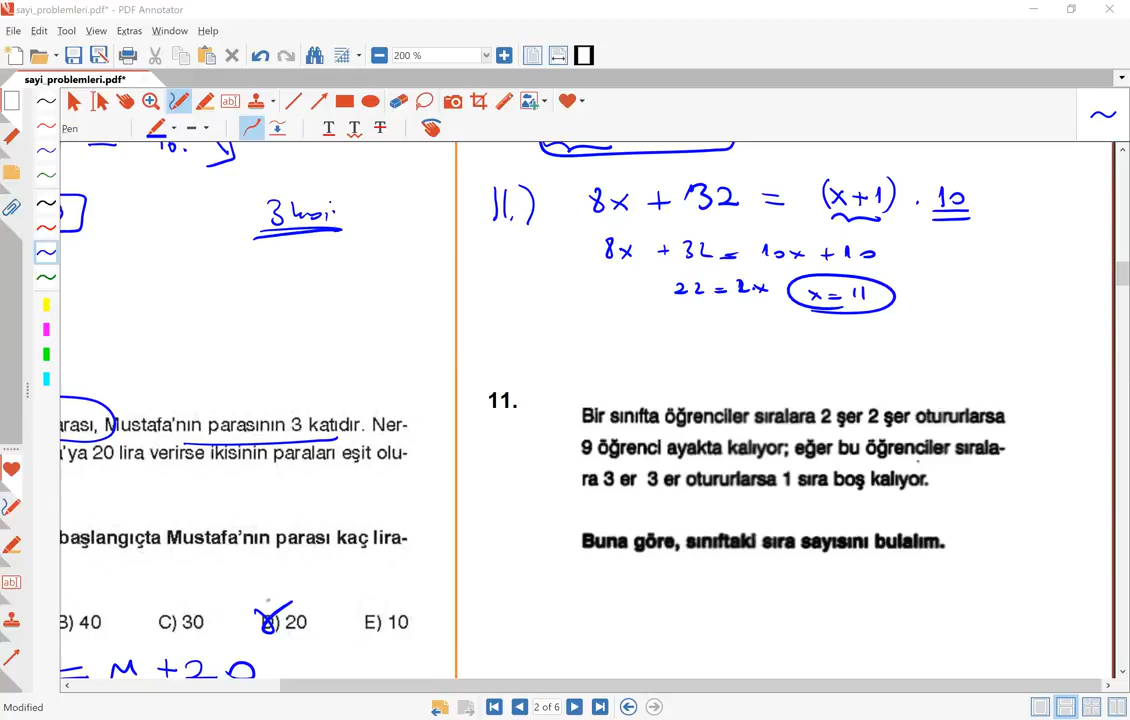 sayi_problemleri.pdf* - PDF Annotator
File Edit Tool View Extras Window Help
200 %
sayi_problemleri.pdf*
Pen
3
II.) 8x + 32 = (x+1) . 10
8x + 32 = 10x + 10
22 = 2x x = 11
11.
Bir sınıfta öğrenciler sıralara 2 şer 2 şer otururlarsa
9 öğrenci ayakta kalıyor; eğer bu öğrenciler sırala-
ra 3 er 3 er otururlarsa 1 sıra boş kalıyor.
Buna göre, sınıftaki sıra sayısını bulalım.
arası, Mustafa'nın parasının 3 katıdır. Ner-
'ya 20 lira verirse ikisinin paraları eşit olu-
başlangıçta Mustafa'nın parası kaç lira-
B) 40 C) 30 D) 20 E) 10
= M + 20
Modified
2 of 6